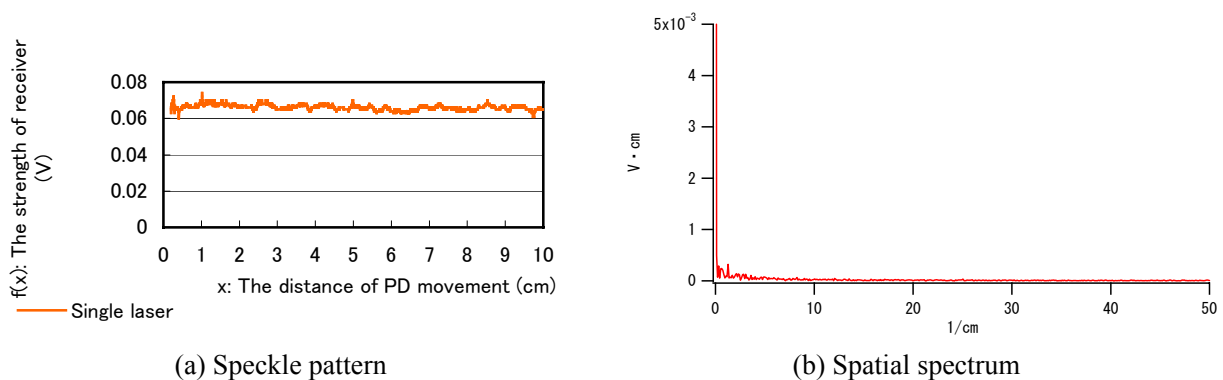 f(x): The strength of receiver
(V)
0.08
0.06
0.04
0.02
0
0 1 2 3 4 5 6 7 8 9 10
x: The distance of PD movement (cm)
Single laser
(a) Speckle pattern
5x10⁻³
4
3
2
1
0
V・cm
0 10 20 30 40 50
1/cm
(b) Spatial spectrum